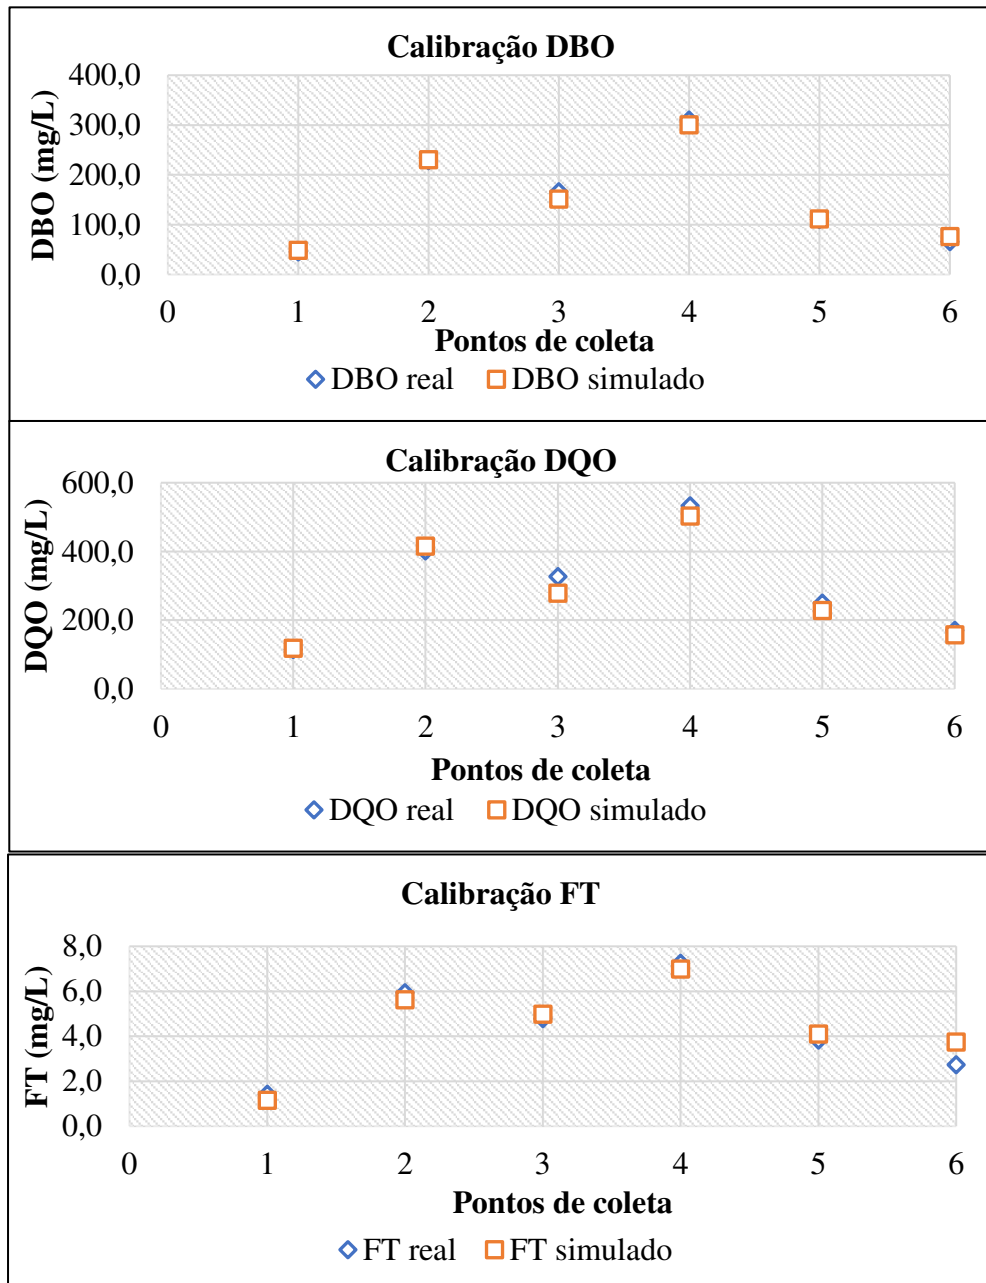 Calibração DBO
400,0
300,0
200,0
100,0
0,0
DBO (mg/L)
0 1 2 3 4 5 6
Pontos de coleta
DBO real DBO simulado
Calibração DQO
600,0
400,0
200,0
0,0
DQO (mg/L)
0 1 2 3 4 5 6
Pontos de coleta
DQO real DQO simulado
Calibração FT
8,0
6,0
4,0
2,0
0,0
FT (mg/L)
0 1 2 3 4 5 6
Pontos de coleta
FT real FT simulado